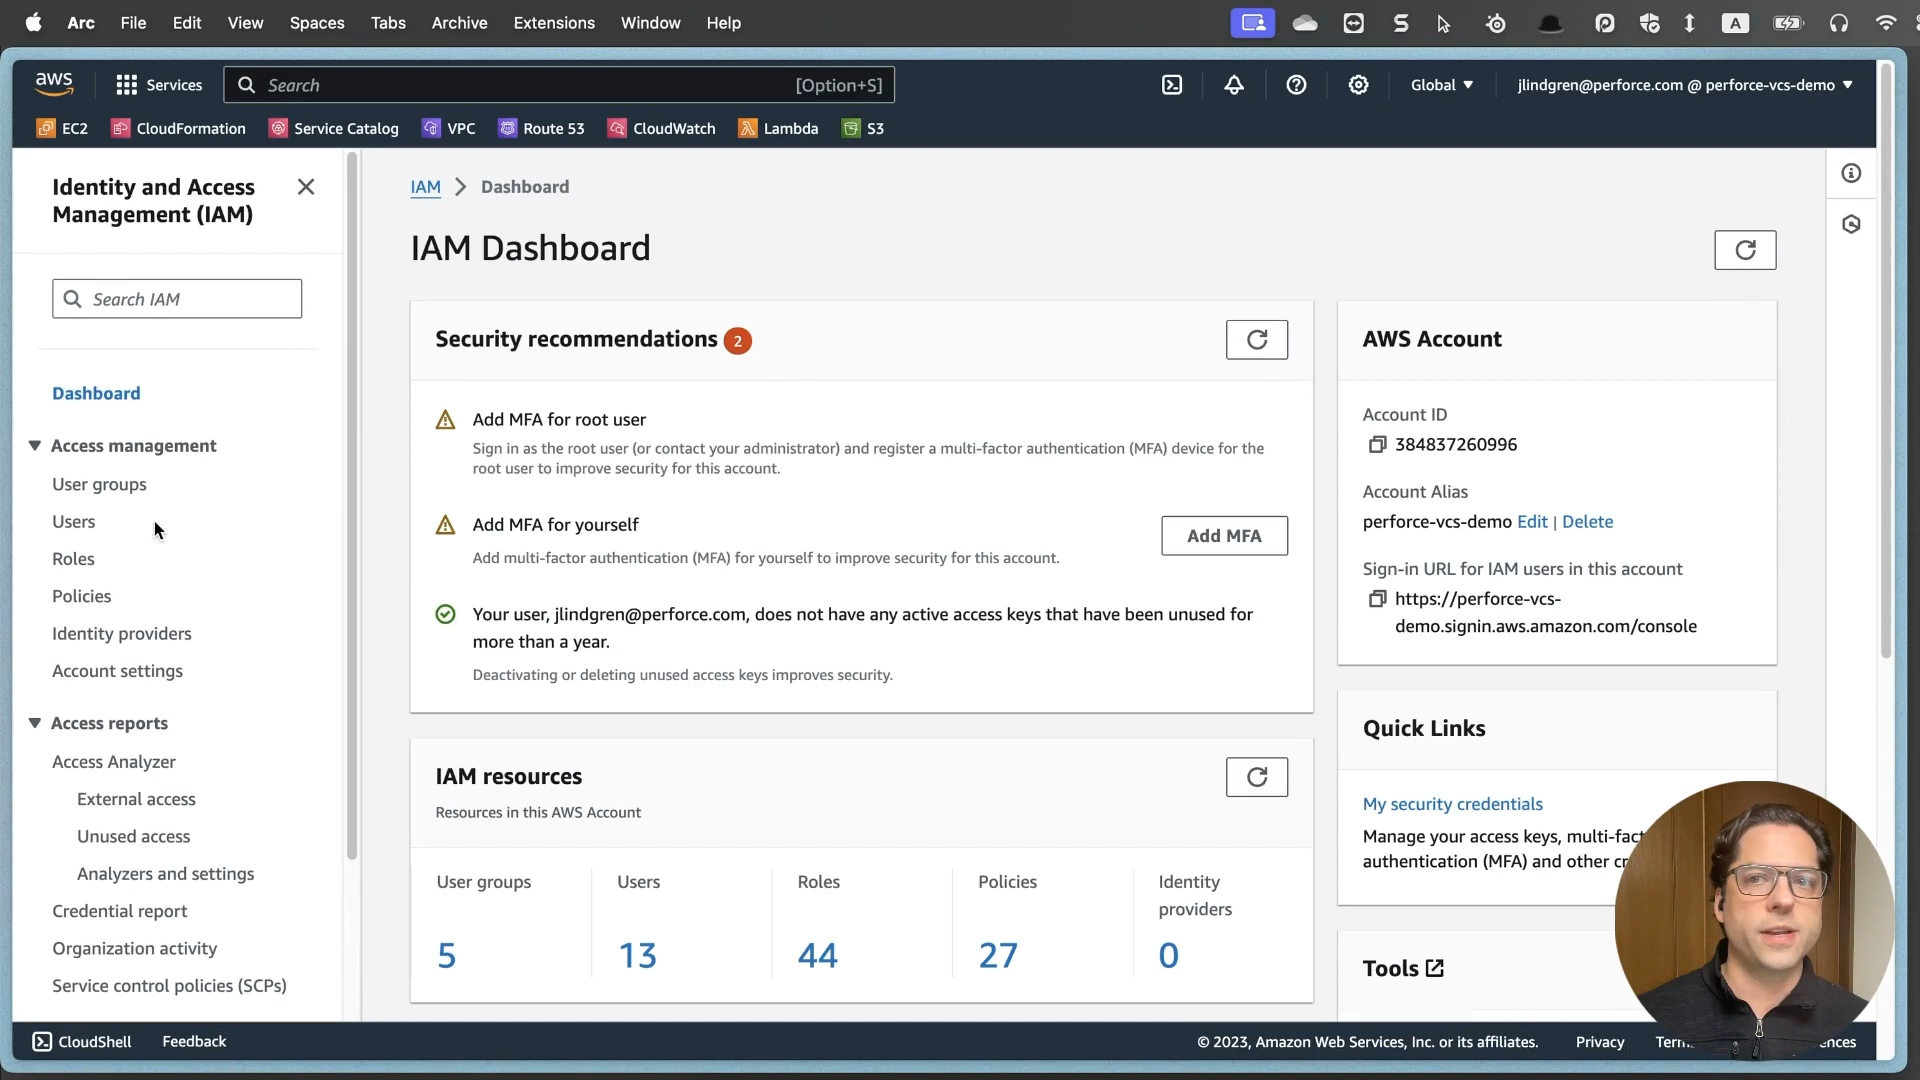 Arc File Edit View Spaces Tabs Archive Extensions Window Help
A
aws Services Search [Option+S] Global jlindgren@perforce.com @ perforce-vcs-demo
EC2 CloudFormation Service Catalog VPC Route 53 CloudWatch Lambda S3
Identity and Access
Management (IAM)
Search IAM
Dashboard
Access management
User groups
Users
Roles
Policies
Identity providers
Account settings
Access reports
Access Analyzer
External access
Unused access
Analyzers and settings
Credential report
Organization activity
Service control policies (SCPs)
IAM > Dashboard
IAM Dashboard
Security recommendations 2
Add MFA for root user
Sign in as the root user (or contact your administrator) and register a multi-factor authentication (MFA) device for the
root user to improve security for this account.
Add MFA for yourself
Add multi-factor authentication (MFA) for yourself to improve security for this account.
Add MFA
Your user, jlindgren@perforce.com, does not have any active access keys that have been unused for
more than a year.
Deactivating or deleting unused access keys improves security.
IAM resources
Resources in this AWS Account
User groups
5
Users
13
Roles
44
Policies
27
Identity
providers
0
AWS Account
Account ID
384837260996
Account Alias
perforce-vcs-demo Edit | Delete
Sign-in URL for IAM users in this account
https://perforce-vcs-
demo.signin.aws.amazon.com/console
Quick Links
My security credentials
Manage your access keys, multi-fact
authentication (MFA) and other cr
Tools
CloudShell Feedback © 2023, Amazon Web Services, Inc. or its affiliates. Privacy